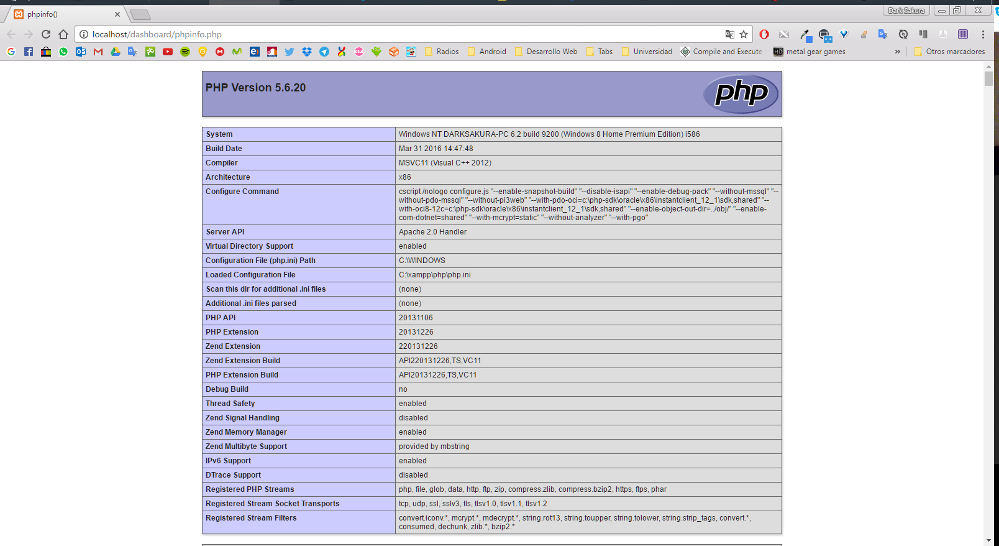 phpinfo()
Dark Sakura
localhost/dashboard/phpinfo.php
Radios
Android
Desarrollo Web
Tabs
Universidad
Compile and Execute
metal gear games
»
Otros marcadores
PHP Version 5.6.20
php
System Windows NT DARKSAKURA-PC 6.2 build 9200 (Windows 8 Home Premium Edition) i586
Build Date Mar 31 2016 14:47:48
Compiler MSVC11 (Visual C++ 2012)
Architecture x86
Configure Command cscript /nologo configure.js "--enable-snapshot-build" "--disable-isapi" "--enable-debug-pack" "--without-mssql" "--
without-pdo-mssql" "--without-pi3web" "--with-pdo-oci=c:\php-sdk\oracle\x86\instantclient_12_1\sdk,shared" "--
with-oci8-12c=c:\php-sdk\oracle\x86\instantclient_12_1\sdk,shared" "--enable-object-out-dir=../obj/" "--enable-
com-dotnet=shared" "--with-mcrypt=static" "--without-analyzer" "--with-pgo"
Server API Apache 2.0 Handler
Virtual Directory Support enabled
Configuration File (php.ini) Path C:\WINDOWS
Loaded Configuration File C:\xampp\php\php.ini
Scan this dir for additional .ini files (none)
Additional .ini files parsed (none)
PHP API 20131106
PHP Extension 20131226
Zend Extension 220131226
Zend Extension Build API220131226,TS,VC11
PHP Extension Build API20131226,TS,VC11
Debug Build no
Thread Safety enabled
Zend Signal Handling disabled
Zend Memory Manager enabled
Zend Multibyte Support provided by mbstring
IPv6 Support enabled
DTrace Support disabled
Registered PHP Streams php, file, glob, data, http, ftp, zip, compress.zlib, compress.bzip2, https, ftps, phar
Registered Stream Socket Transports tcp, udp, ssl, sslv3, tls, tlsv1.0, tlsv1.1, tlsv1.2
Registered Stream Filters convert.iconv.*, mcrypt.*, mdecrypt.*, string.rot13, string.toupper, string.tolower, string.strip_tags, convert.*,
consumed, dechunk, zlib.*, bzip2.*